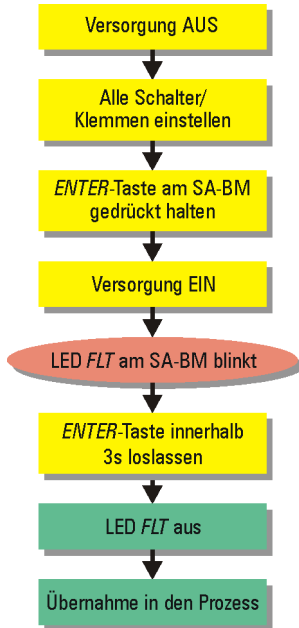 Versorgung AUS
Alle Schalter/
Klemmen einstellen
ENTER-Taste am SA-BM
gedrückt halten
Versorgung EIN
LED FLT am SA-BM blinkt
ENTER-Taste innerhalb
3s loslassen
LED FLT aus
Übernahme in den Prozess